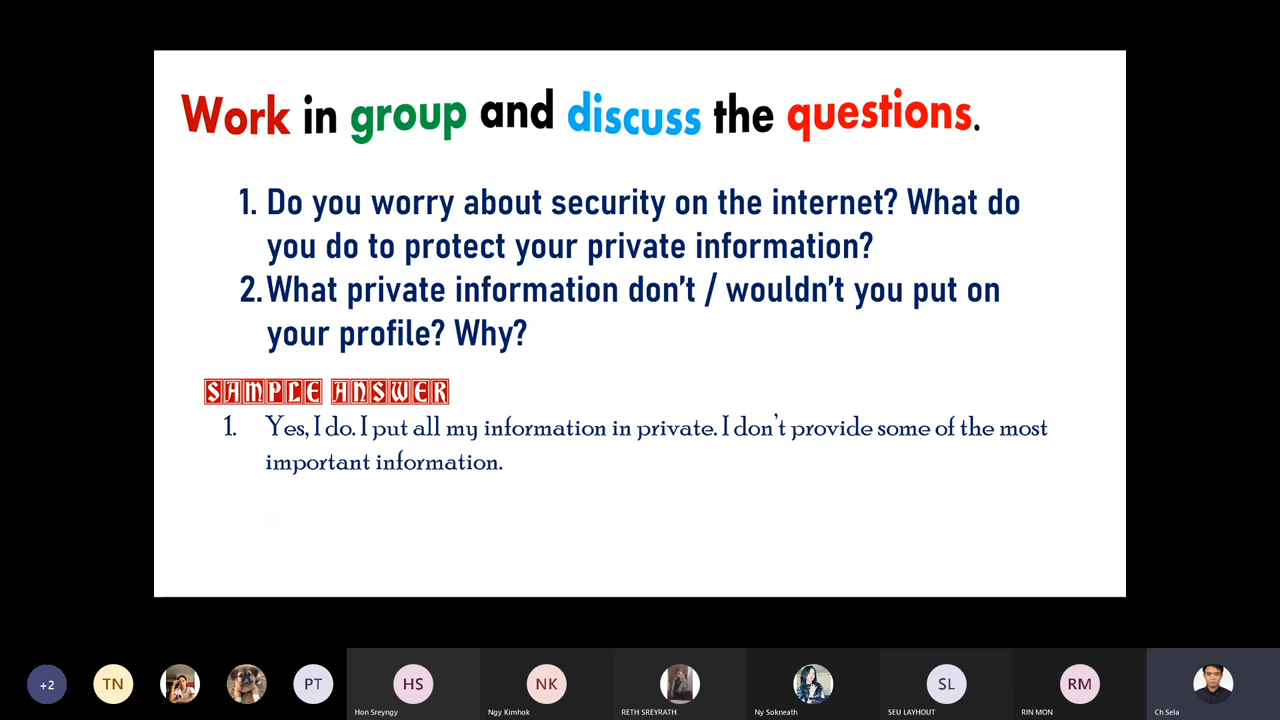 Work in group and discuss the questions.
1. Do you worry about security on the internet? What do
you do to protect your private information?
2. What private information don't / wouldn't you put on
your profile? Why?
SAMPLE ANSWER
1. Yes, I do. I put all my information in private. I don't provide some of the most
important information.
+2
TN
PT
HS
NK
SL
RM
Hon Sreyngy
Ngy Kimhok
RETH SREYRATH
Ny Sokneath
SEU LAYHOUT
RIN MON
Ch Sela